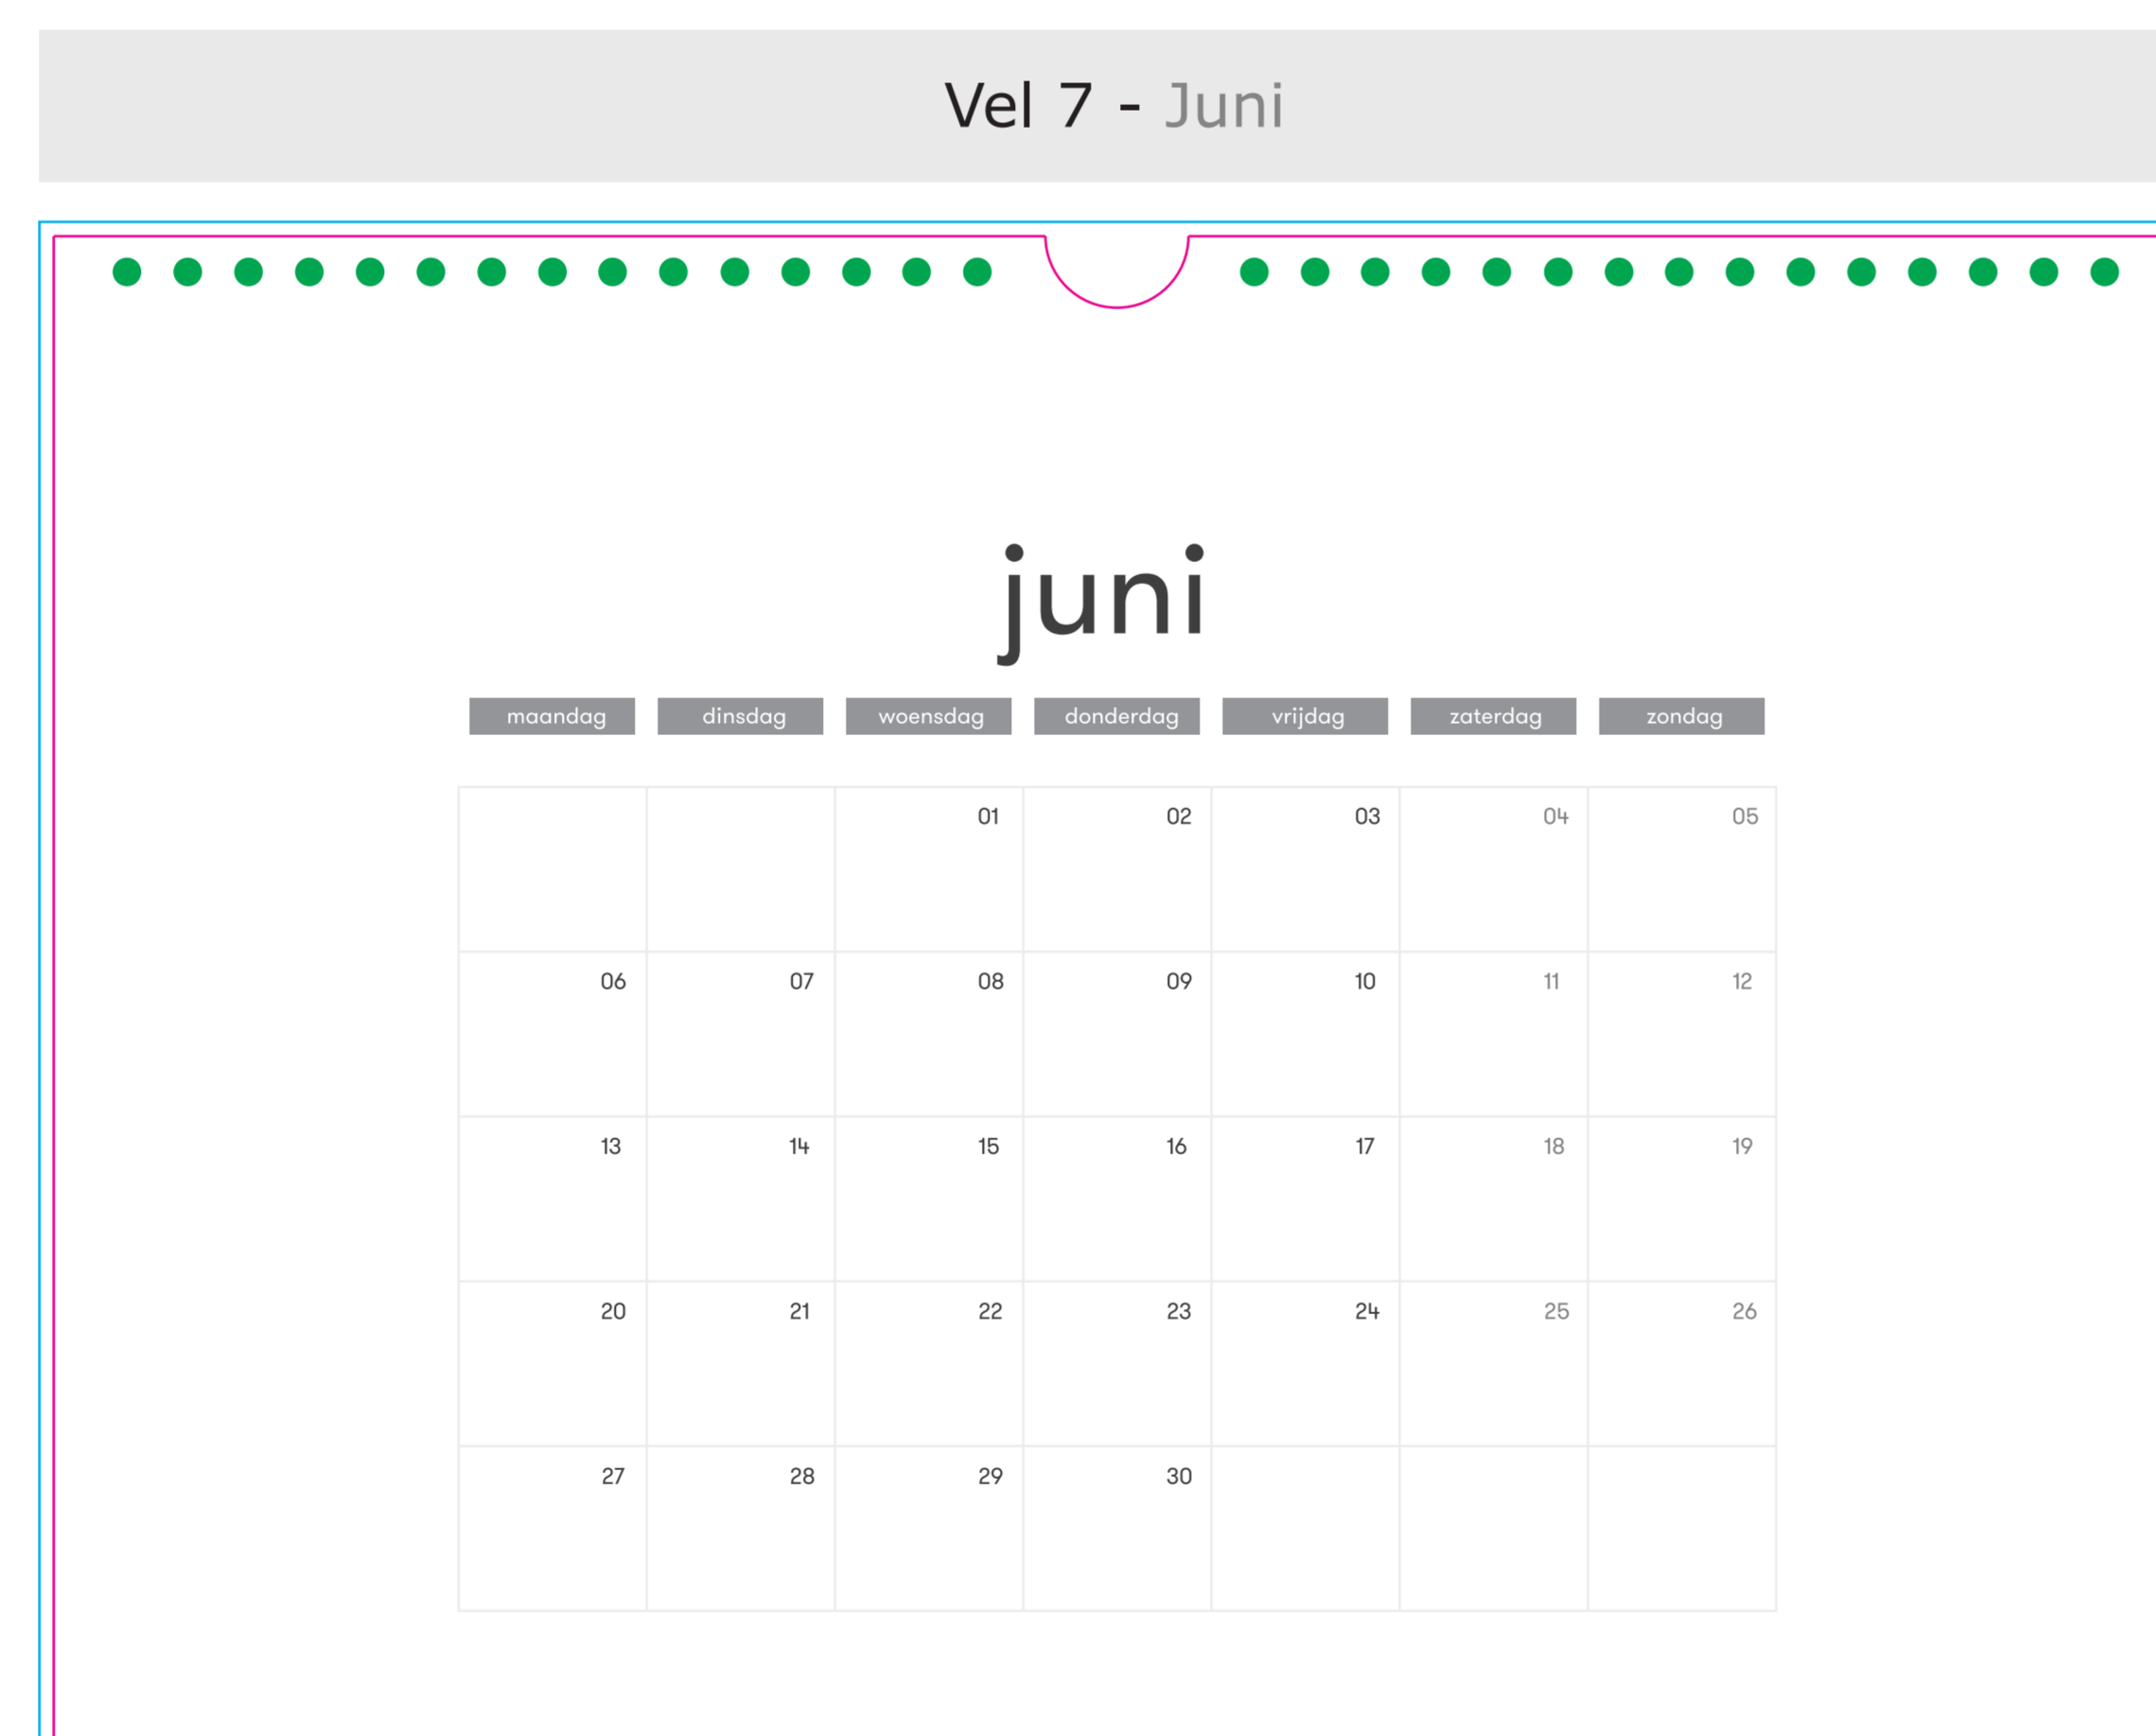 Vel 7 - Juni
juni
maandag dinsdag woensdag donderdag vrijdag zaterdag zondag
01 02 03 04 05
06 07 08 09 10 11 12
13 14 15 16 17 18 19
20 21 22 23 24 25 26
27 28 29 30